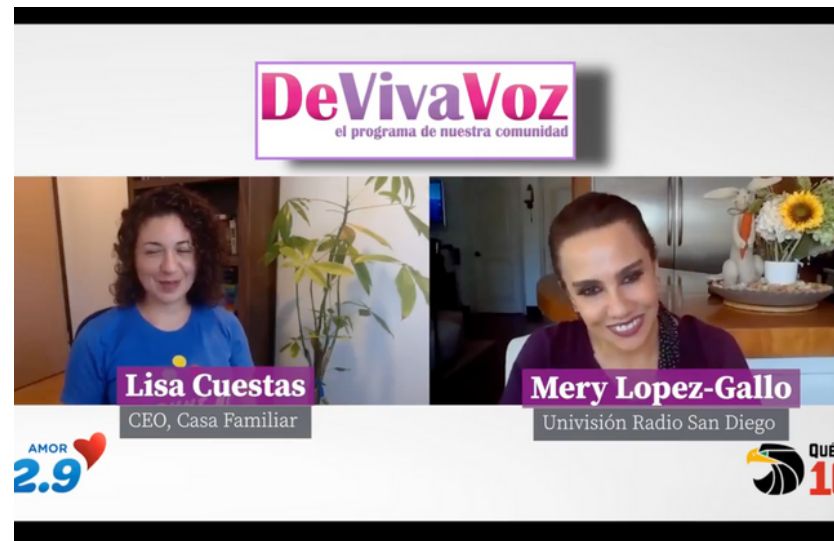 DeVivaVoz
el programa de nuestra comunidad
Lisa Cuestas
CEO, Casa Familiar
Mery Lopez-Gallo
Univisión Radio San Diego
AMOR
2.9
QUÉ